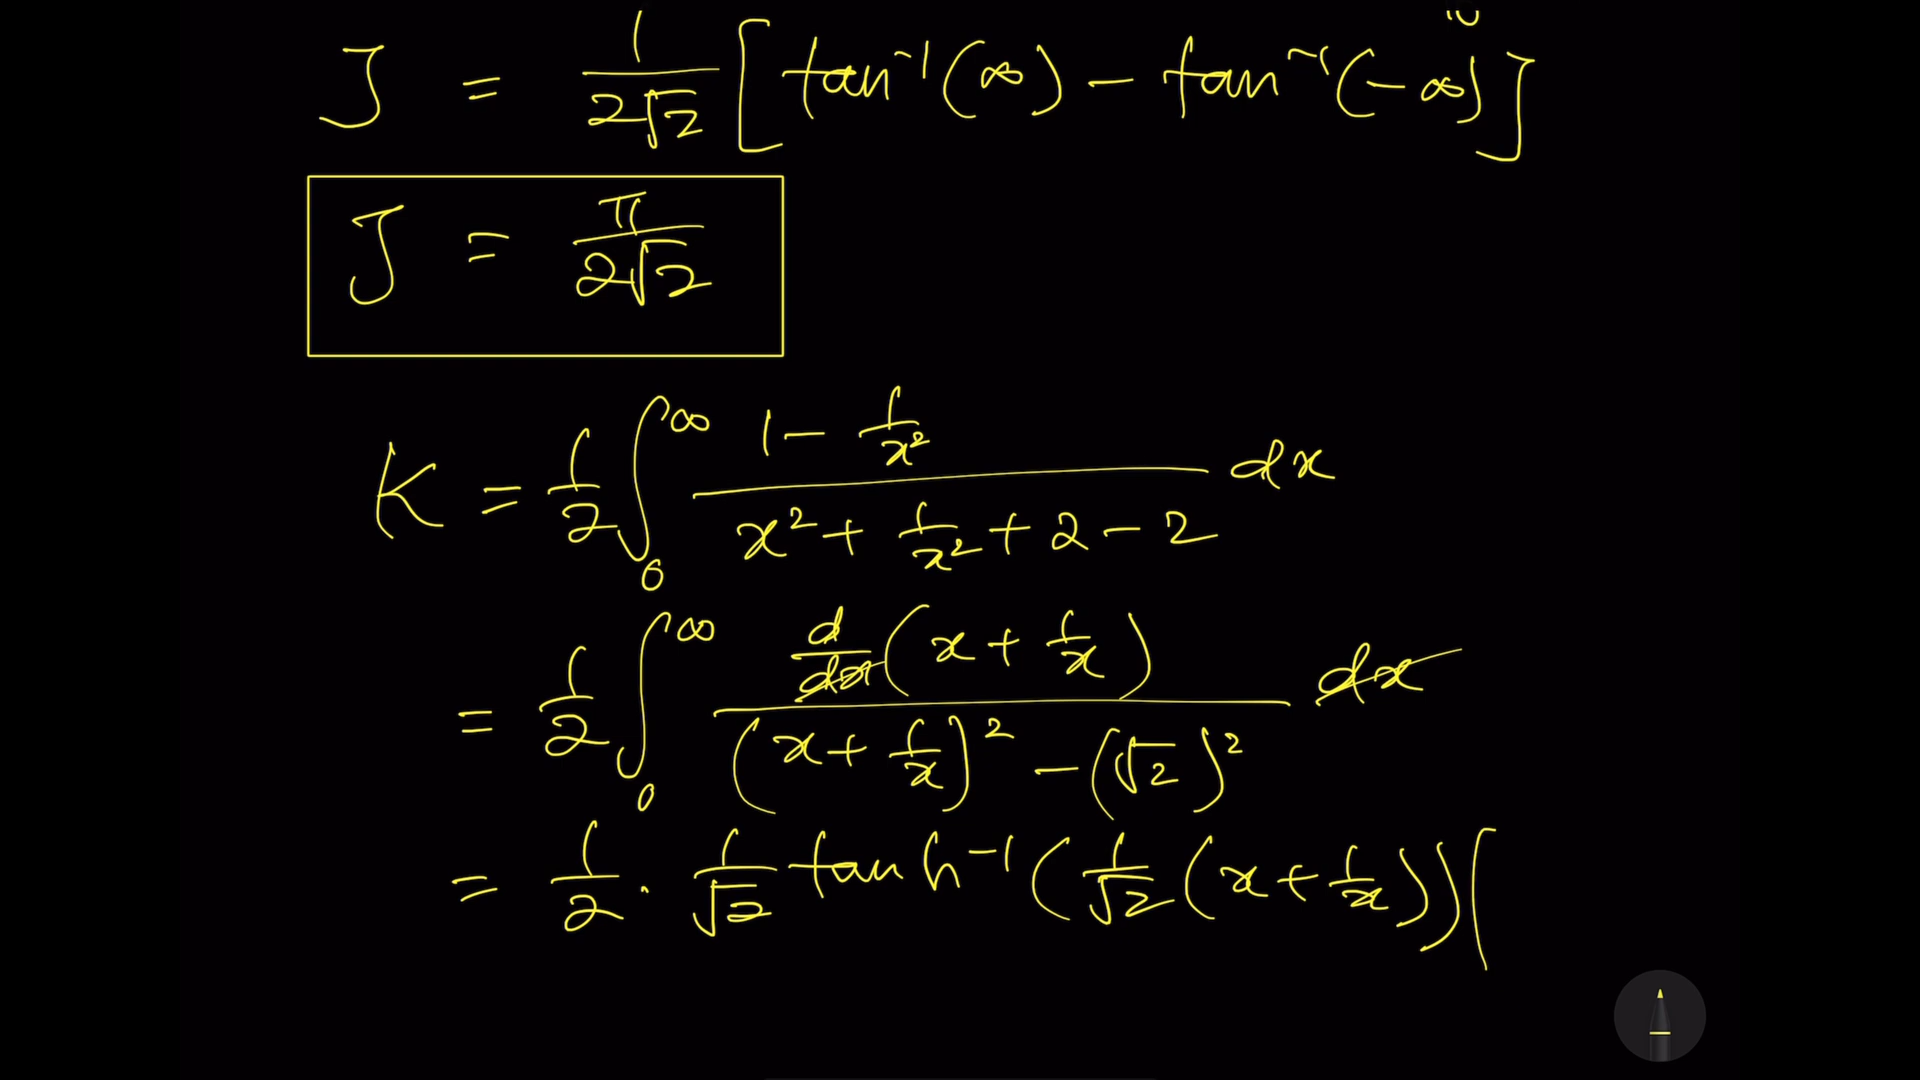 J = 1/(2√2) [tan⁻¹(∞) − tan⁻¹(−∞)]
J = π/(2√2)
K = 1/2 ∫₀^∞ (1 − 1/x²)/(x² + 1/x² + 2 − 2) dx
= 1/2 ∫₀^∞ (d/dx (x + 1/x))/((x + 1/x)² − (√2)²) dx
= 1/2 · 1/√2 tanh⁻¹(1/√2 (x + 1/x))|